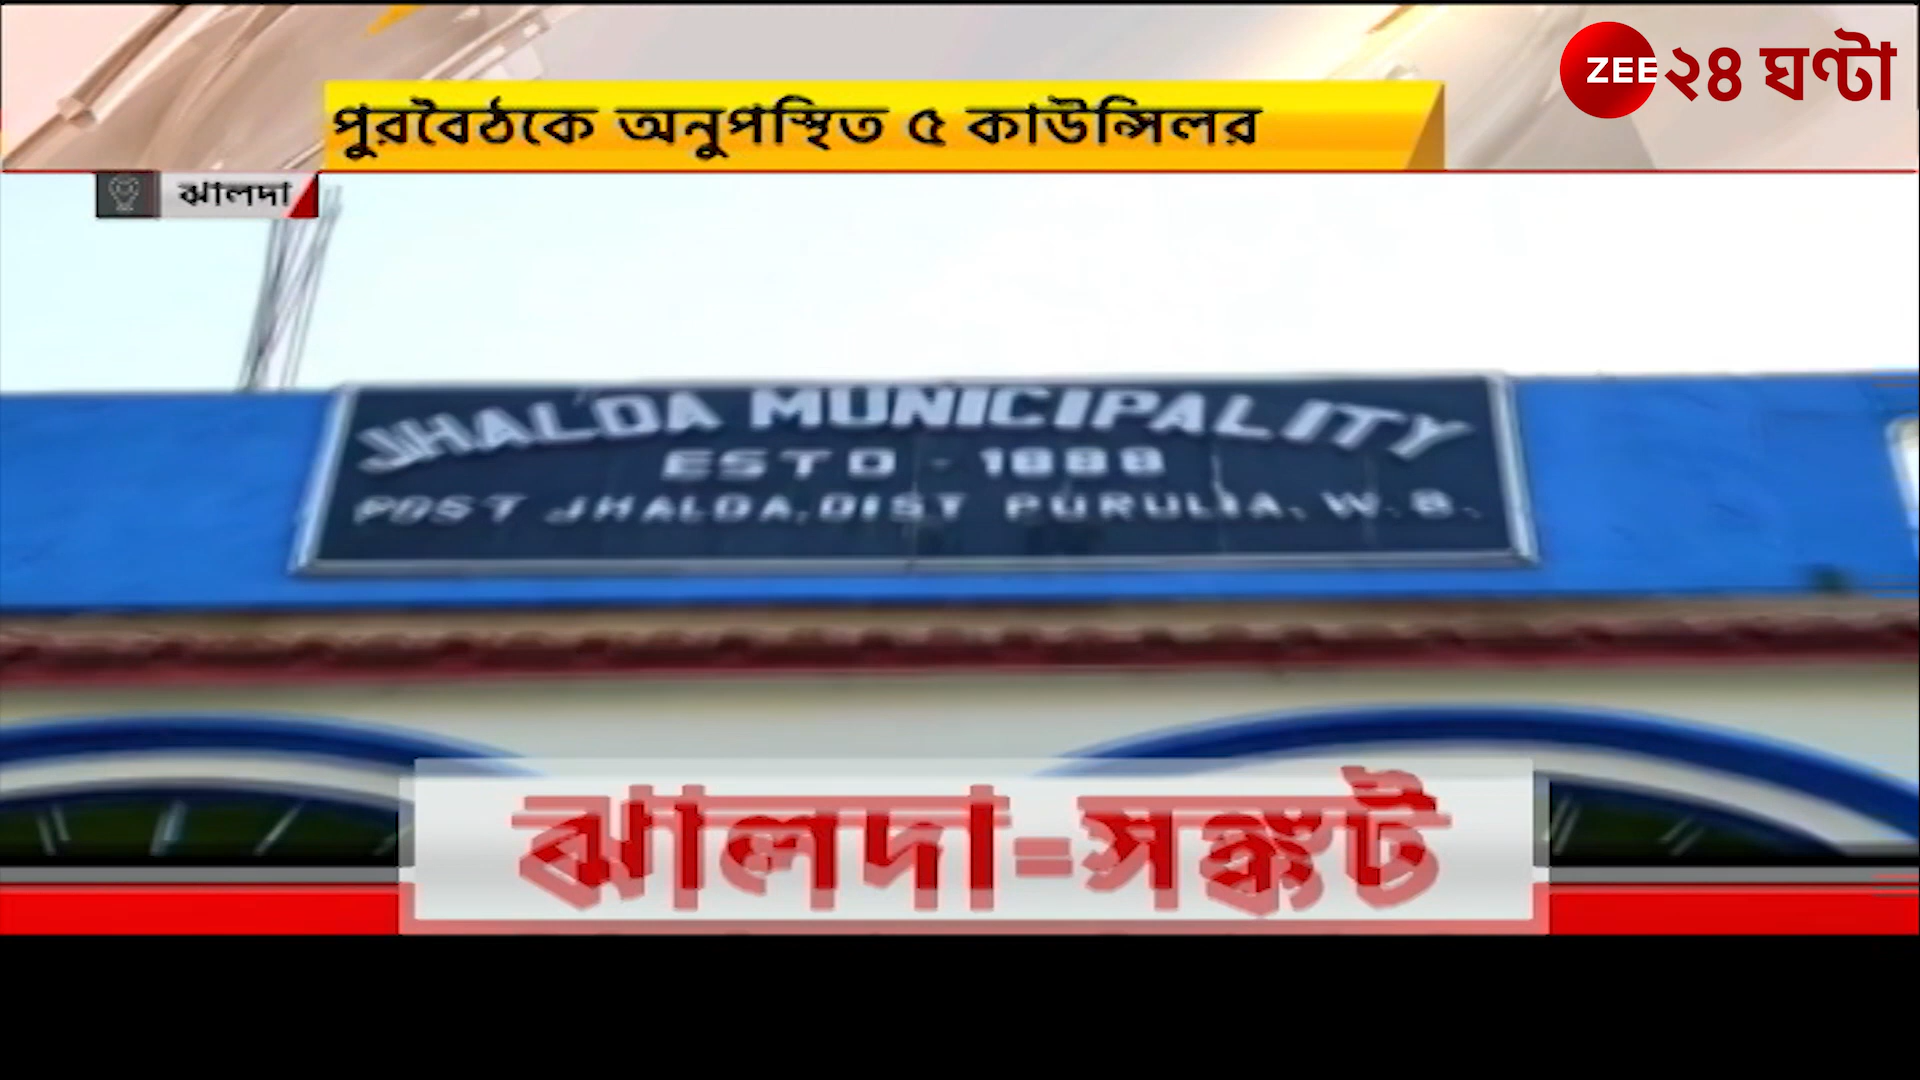 ZEE ২৪ ঘণ্টা
পুরবৈঠকে অনুপস্থিত ৫ কাউন্সিলর
ঝালদা
JHALDA MUNICIPALITY
ESTD - 1888
POST JHALDA, DIST PURULIA, W.B.
ঝালদা-সঙ্কট